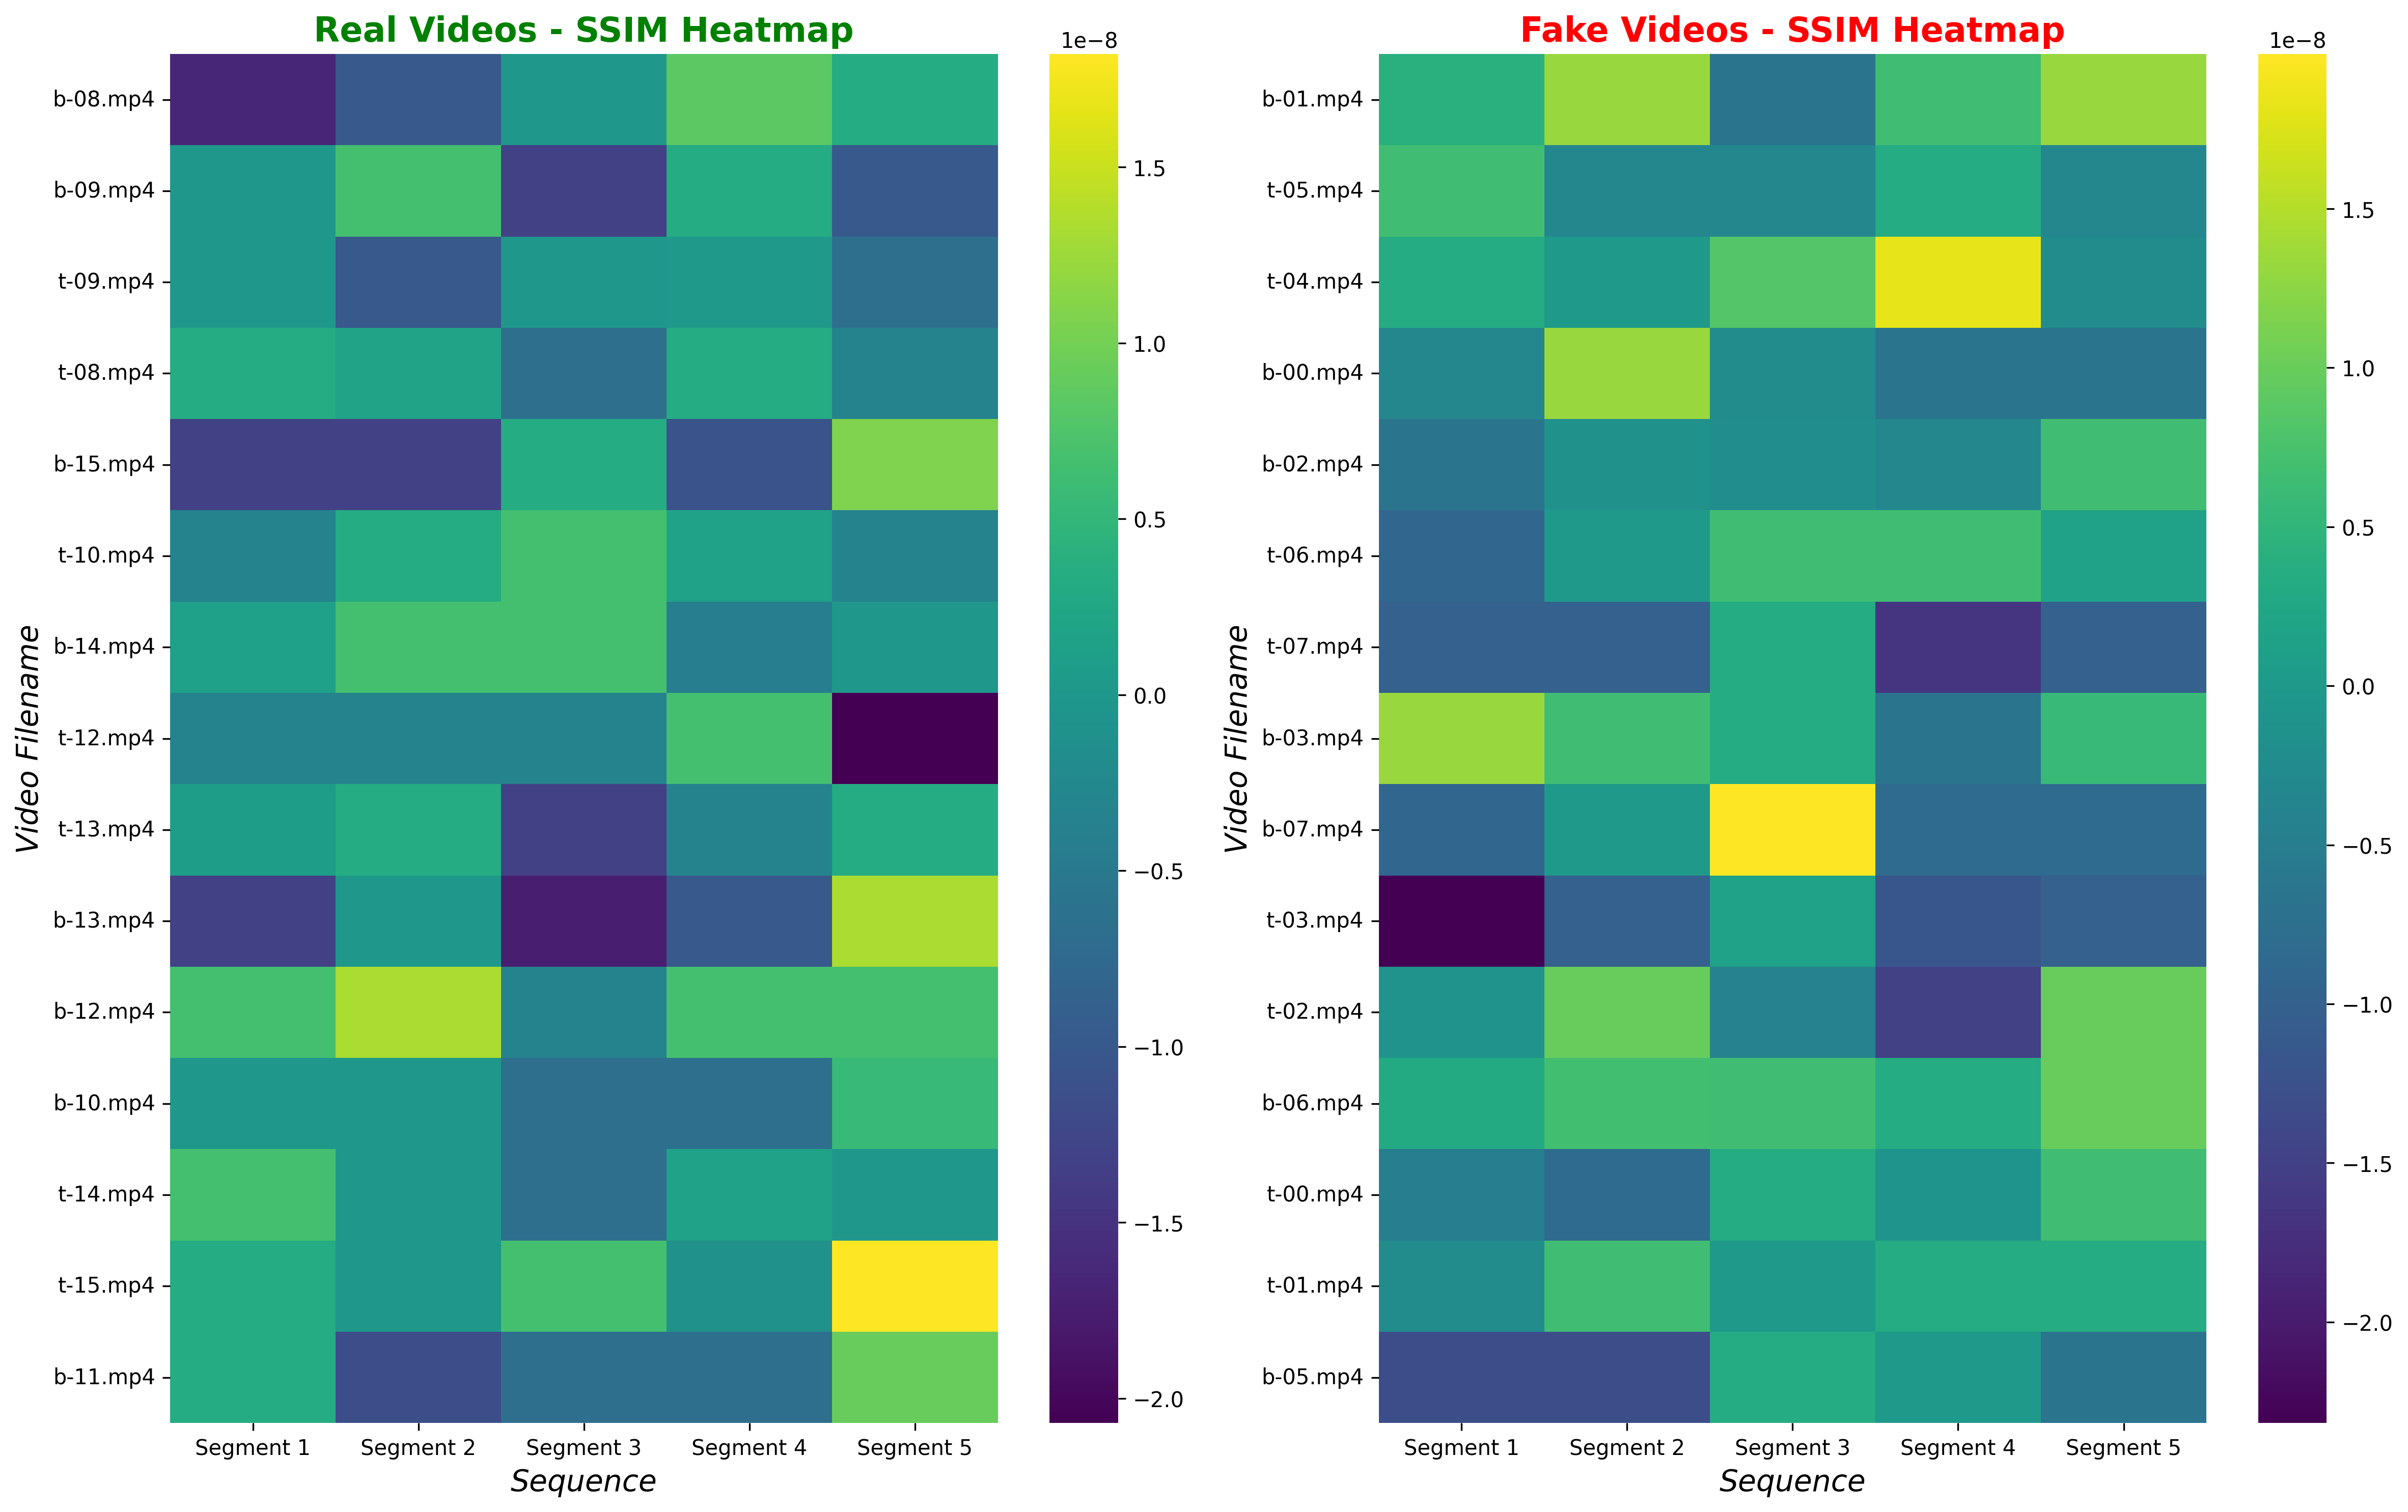 Real Videos - SSIM Heatmap
1e−8
b-08.mp4
b-09.mp4
t-09.mp4
t-08.mp4
b-15.mp4
t-10.mp4
b-14.mp4
t-12.mp4
t-13.mp4
b-13.mp4
b-12.mp4
b-10.mp4
t-14.mp4
t-15.mp4
b-11.mp4
Video Filename
Segment 1 Segment 2 Segment 3 Segment 4 Segment 5
Sequence
1.5
1.0
0.5
0.0
−0.5
−1.0
−1.5
−2.0
Fake Videos - SSIM Heatmap
1e−8
b-01.mp4
t-05.mp4
t-04.mp4
b-00.mp4
b-02.mp4
t-06.mp4
t-07.mp4
b-03.mp4
b-07.mp4
t-03.mp4
t-02.mp4
b-06.mp4
t-00.mp4
t-01.mp4
b-05.mp4
Video Filename
Segment 1 Segment 2 Segment 3 Segment 4 Segment 5
Sequence
1.5
1.0
0.5
0.0
−0.5
−1.0
−1.5
−2.0